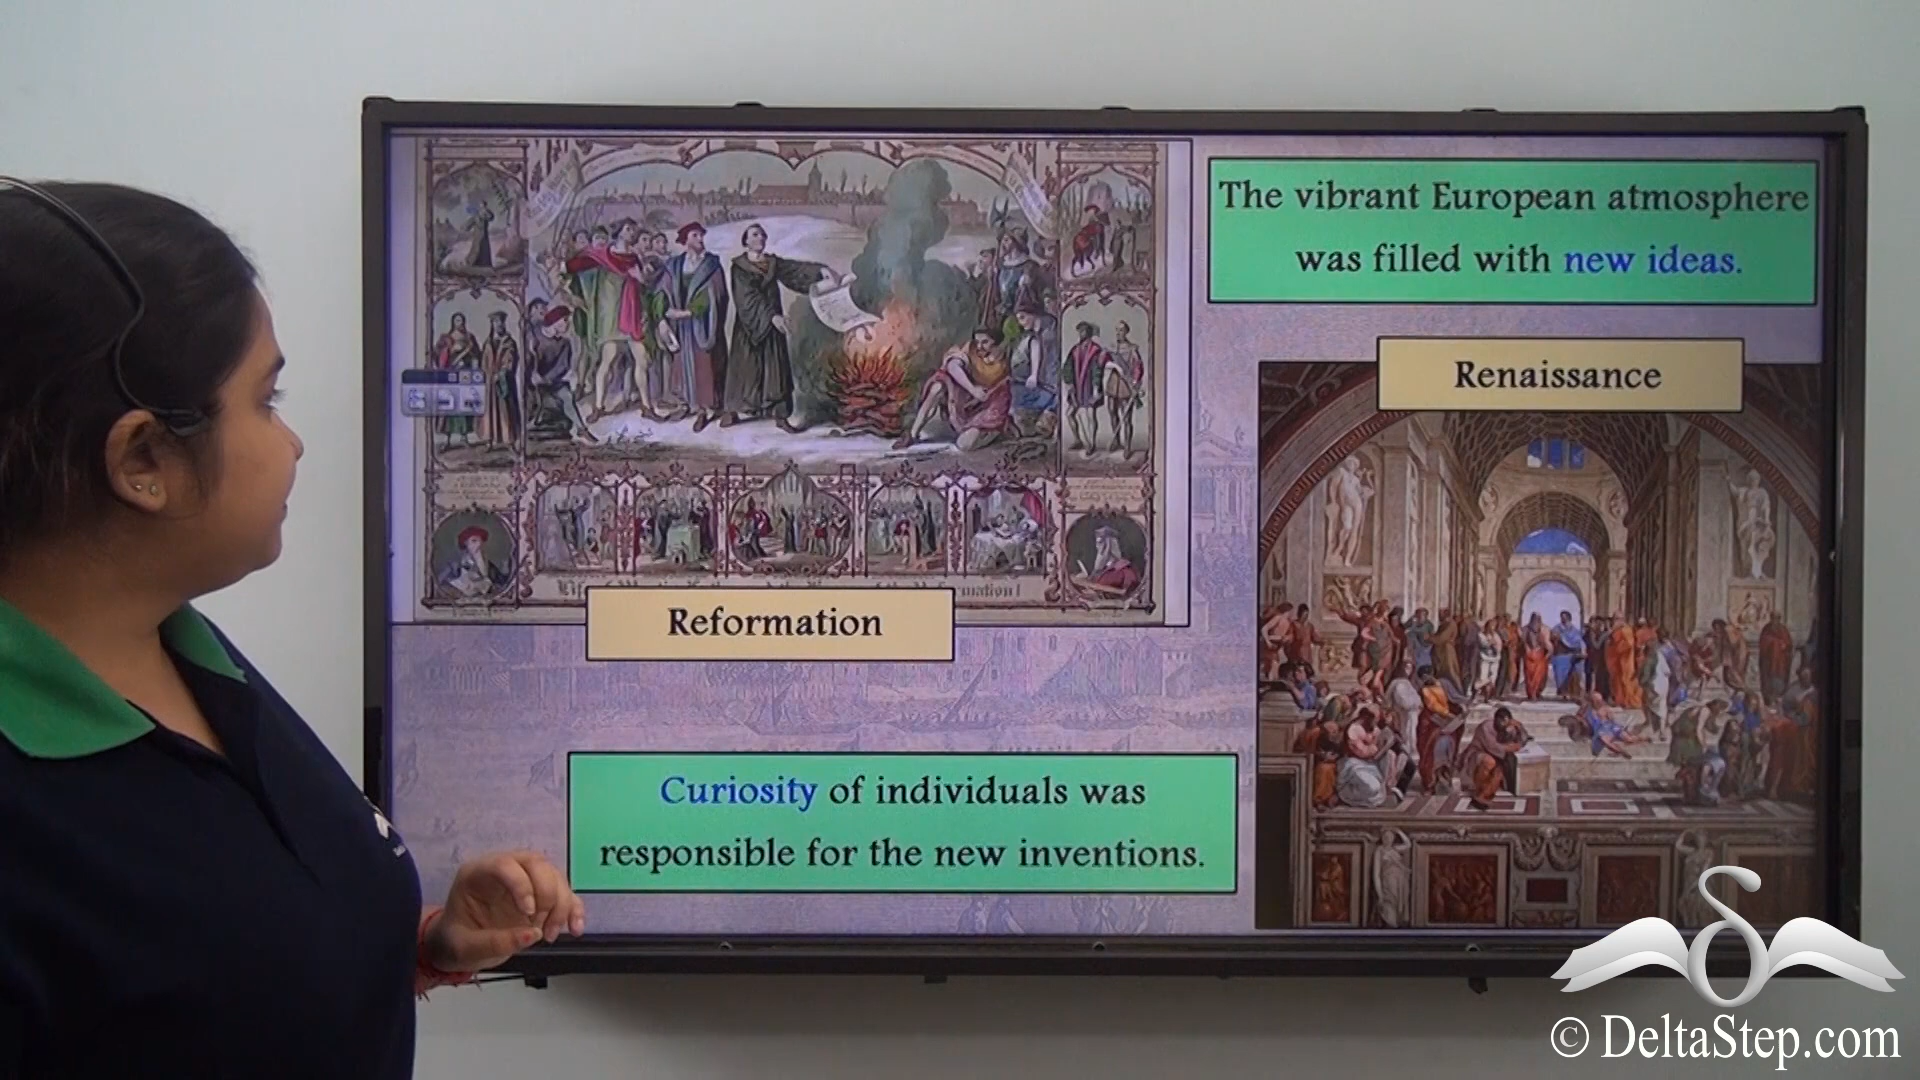 The vibrant European atmosphere
was filled with new ideas.
Renaissance
Reformation
Curiosity of individuals was
responsible for the new inventions.
© DeltaStep.com